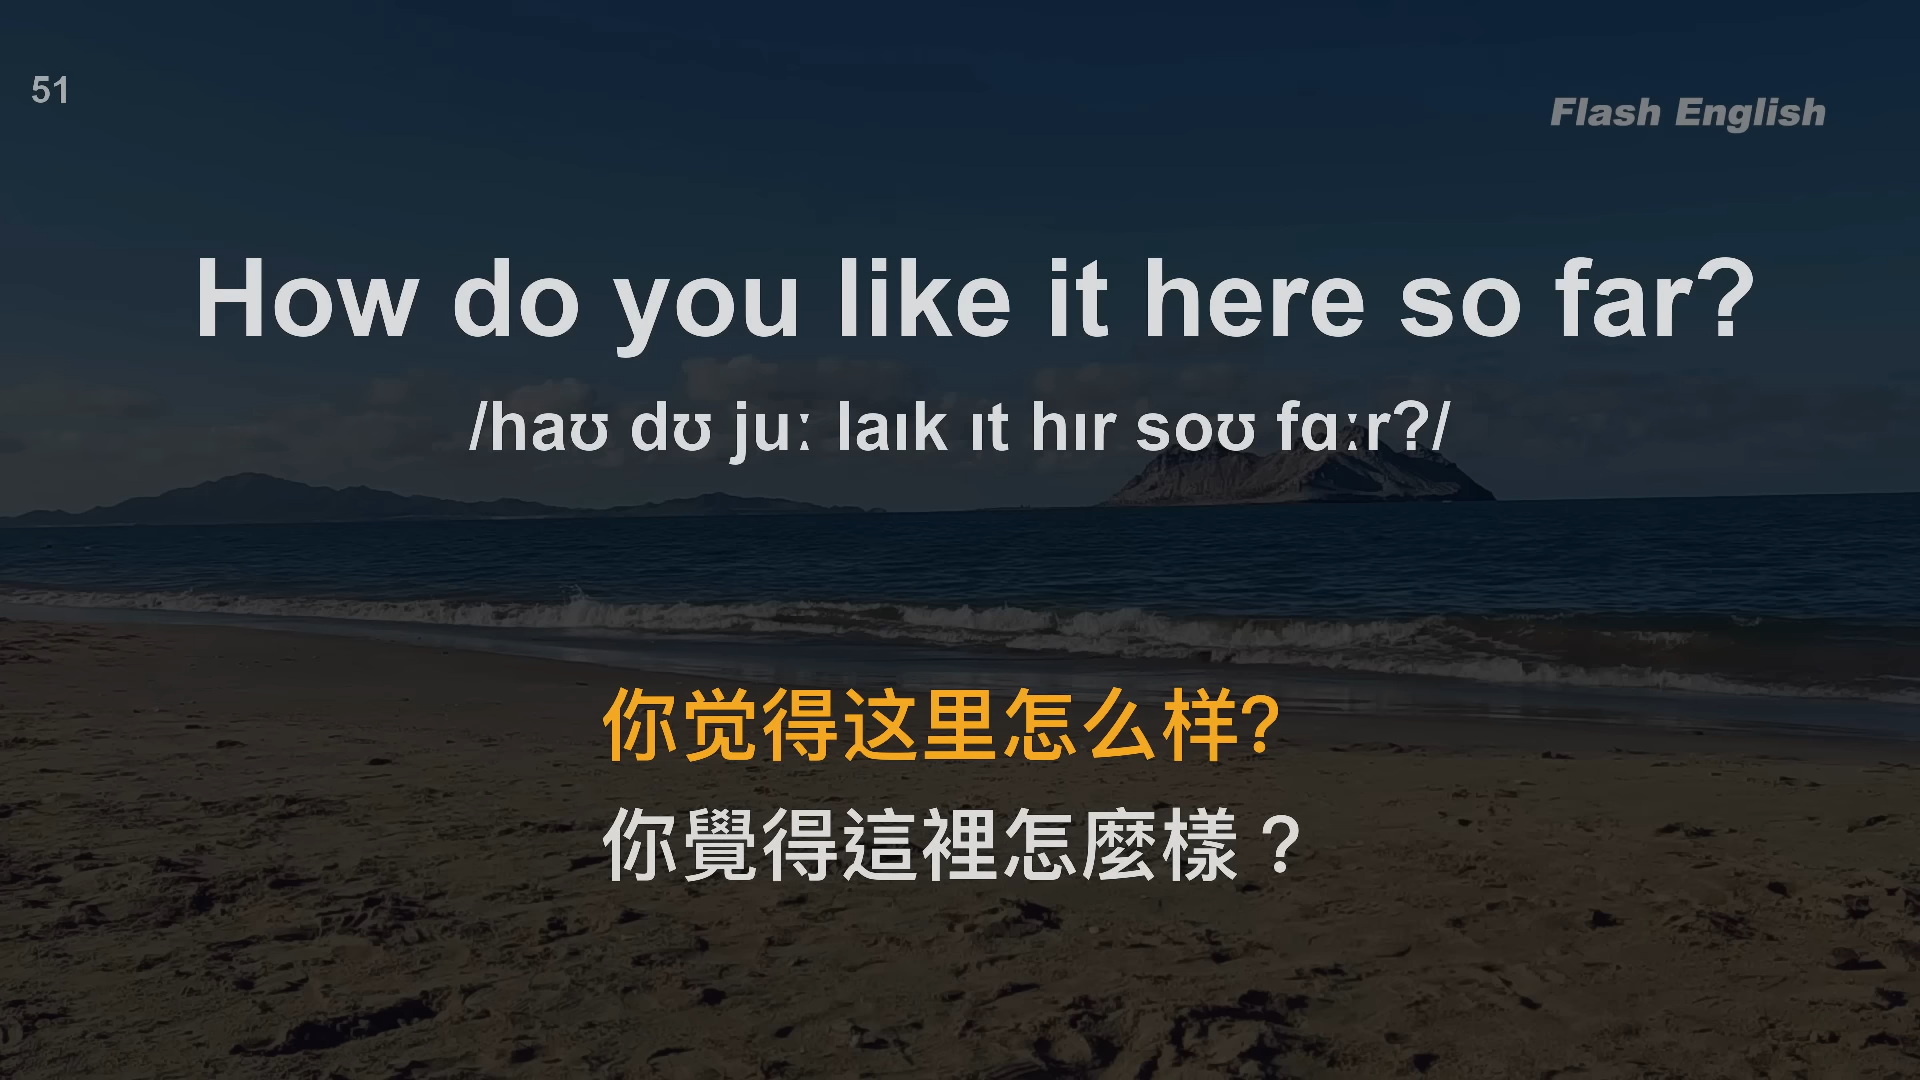 51
Flash English
How do you like it here so far?
/haʊ dʊ juː laɪk ɪt hɪr soʊ fɑːr?/
你觉得这里怎么样?
你覺得這裡怎麼樣？